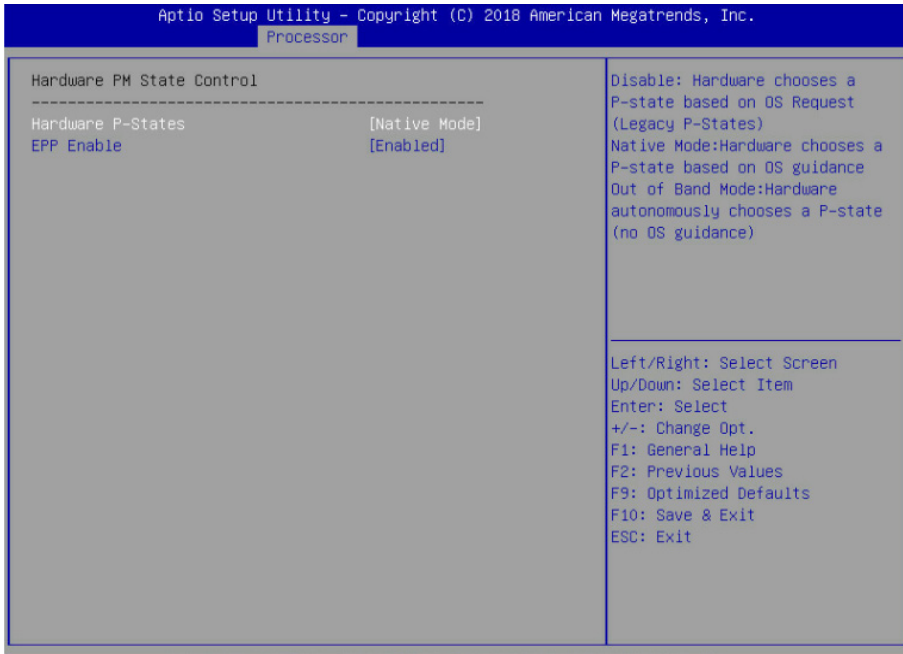 Aptio Setup Utility – Copyright (C) 2018 American Megatrends, Inc.
Processor
Hardware PM State Control
--------------------------------------------------
Hardware P-States [Native Mode]
EPP Enable [Enabled]
Disable: Hardware chooses a
P-state based on OS Request
(Legacy P-States)
Native Mode:Hardware chooses a
P-state based on OS guidance
Out of Band Mode:Hardware
autonomously chooses a P-state
(no OS guidance)
Left/Right: Select Screen
Up/Down: Select Item
Enter: Select
+/-: Change Opt.
F1: General Help
F2: Previous Values
F9: Optimized Defaults
F10: Save & Exit
ESC: Exit